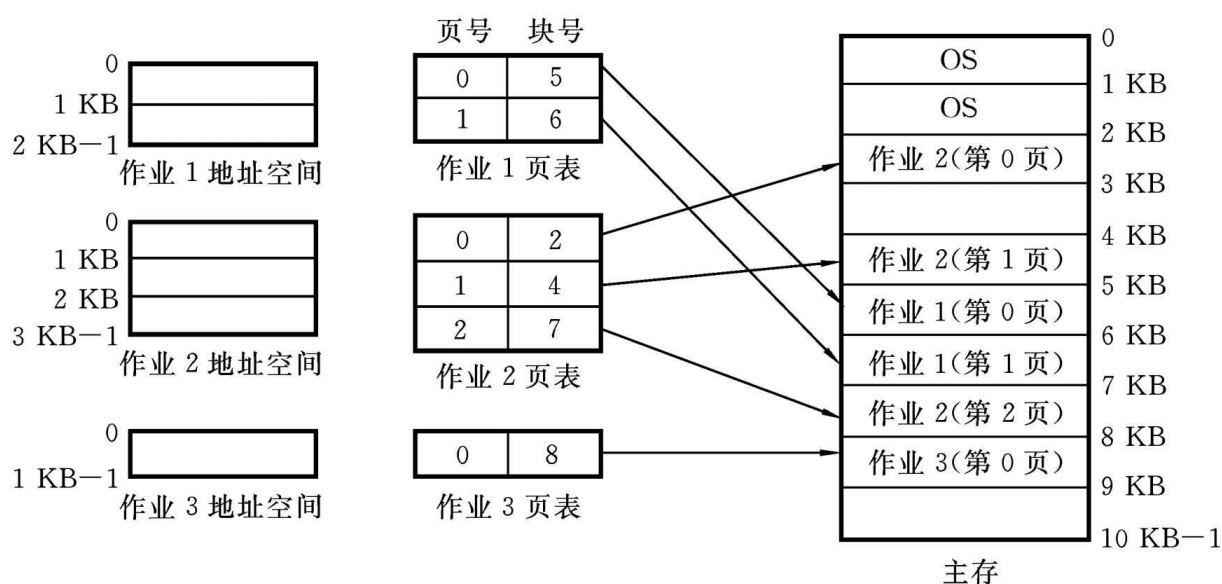 0
1 KB
2 KB-1
作业 1 地址空间
0
1 KB
2 KB
3 KB-1
作业 2 地址空间
0
1 KB-1
作业 3 地址空间
页号 块号
0 5
1 6
作业 1 页表
0 2
1 4
2 7
作业 2 页表
0 8
作业 3 页表
0
OS
1 KB
OS
2 KB
作业 2(第 0 页)
3 KB
4 KB
作业 2(第 1 页)
5 KB
作业 1(第 0 页)
6 KB
作业 1(第 1 页)
7 KB
作业 2(第 2 页)
8 KB
作业 3(第 0 页)
9 KB
10 KB-1
主存